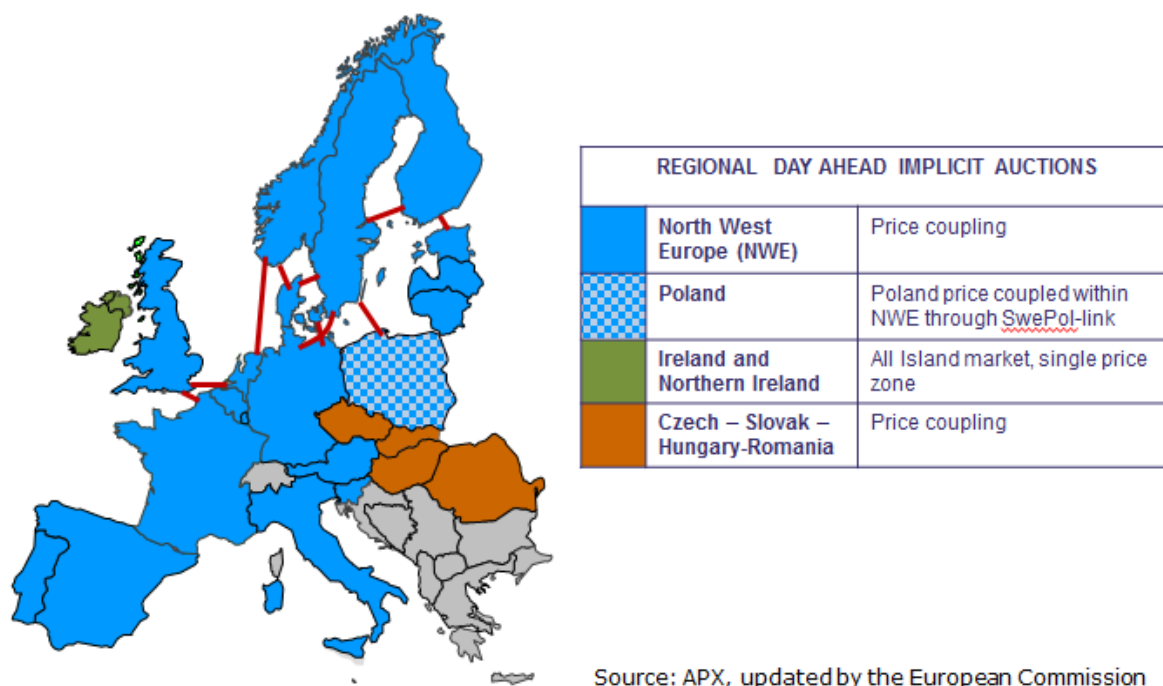 REGIONAL DAY AHEAD IMPLICIT AUCTIONS
North West
Europe (NWE)
Price coupling
Poland
Poland price coupled within
NWE through SwePol-link
Ireland and
Northern Ireland
All Island market, single price
zone
Czech – Slovak –
Hungary-Romania
Price coupling
Source: APX, updated by the European Commission